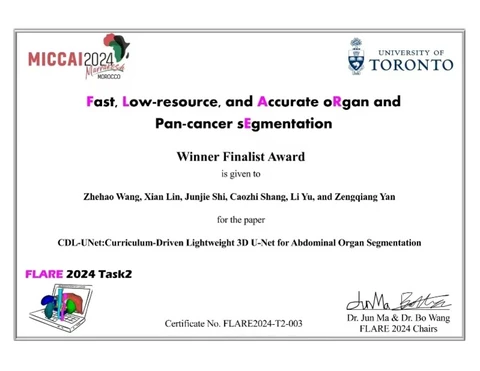 MICCAI2024
Marrakesh
MOROCCO
UNIVERSITY OF
TORONTO
Fast, Low-resource, and Accurate oRgan and
Pan-cancer sEgmentation
Winner Finalist Award
is given to
Zhehao Wang, Xian Lin, Junjie Shi, Caozhi Shang, Li Yu, and Zengqiang Yan
for the paper
CDL-UNet:Curriculum-Driven Lightweight 3D U-Net for Abdominal Organ Segmentation
FLARE 2024 Task2
Jun Ma
Certificate No. FLARE2024-T2-003
Dr. Jun Ma & Dr. Bo Wang
FLARE 2024 Chairs